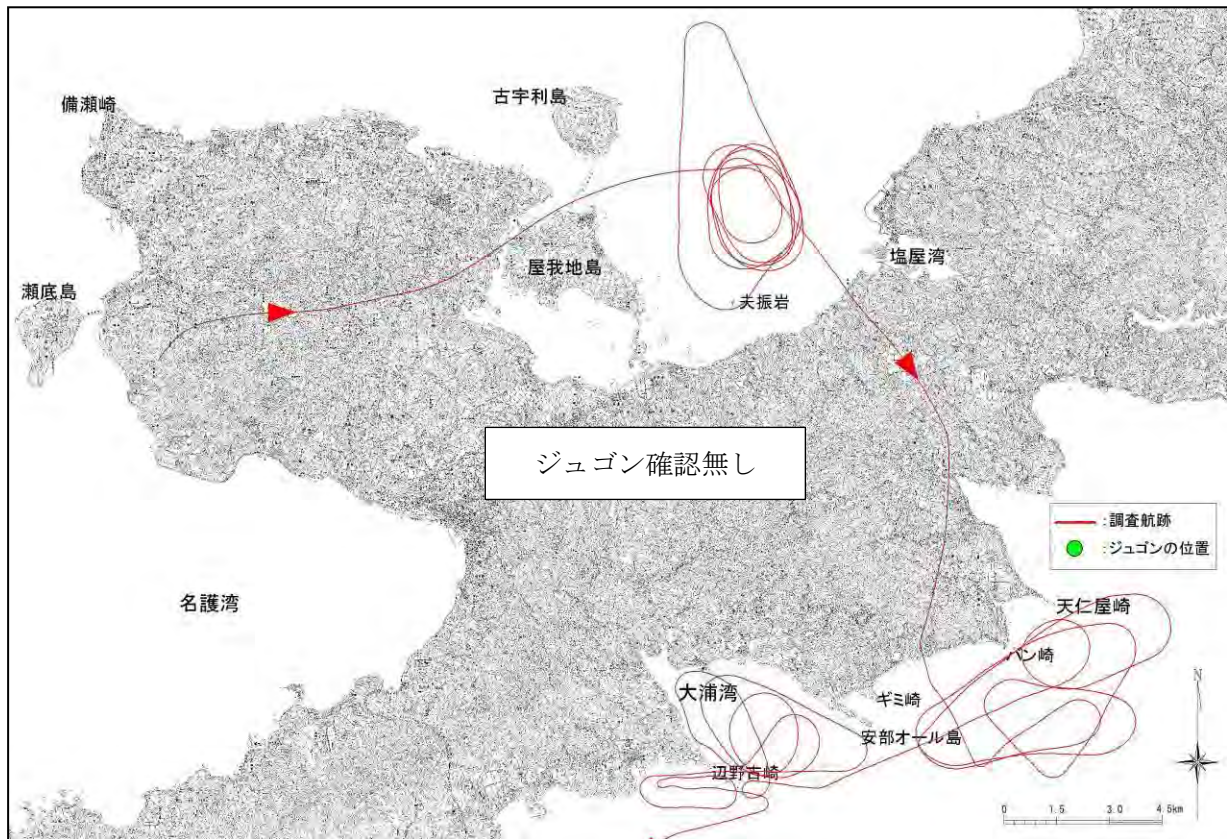 備瀬崎
古宇利島
瀬底島
屋我地島
夫振岩
塩屋湾
ジュゴン確認無し
:調査航跡
:ジュゴンの位置
名護湾
天仁屋崎
バン崎
大浦湾
ギミ崎
安部オール島
辺野古崎
N
0 1.5 3.0 4.5km